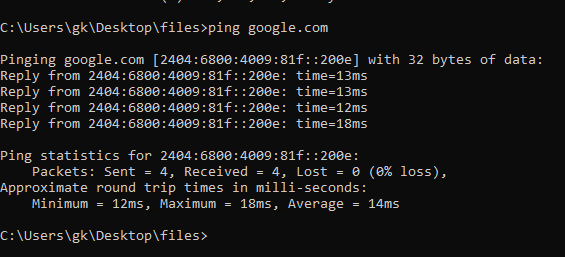 C:\Users\gk\Desktop\files>ping google.com
Pinging google.com [2404:6800:4009:81f::200e] with 32 bytes of data:
Reply from 2404:6800:4009:81f::200e: time=13ms
Reply from 2404:6800:4009:81f::200e: time=13ms
Reply from 2404:6800:4009:81f::200e: time=12ms
Reply from 2404:6800:4009:81f::200e: time=18ms
Ping statistics for 2404:6800:4009:81f::200e:
    Packets: Sent = 4, Received = 4, Lost = 0 (0% loss),
Approximate round trip times in milli-seconds:
    Minimum = 12ms, Maximum = 18ms, Average = 14ms
C:\Users\gk\Desktop\files>